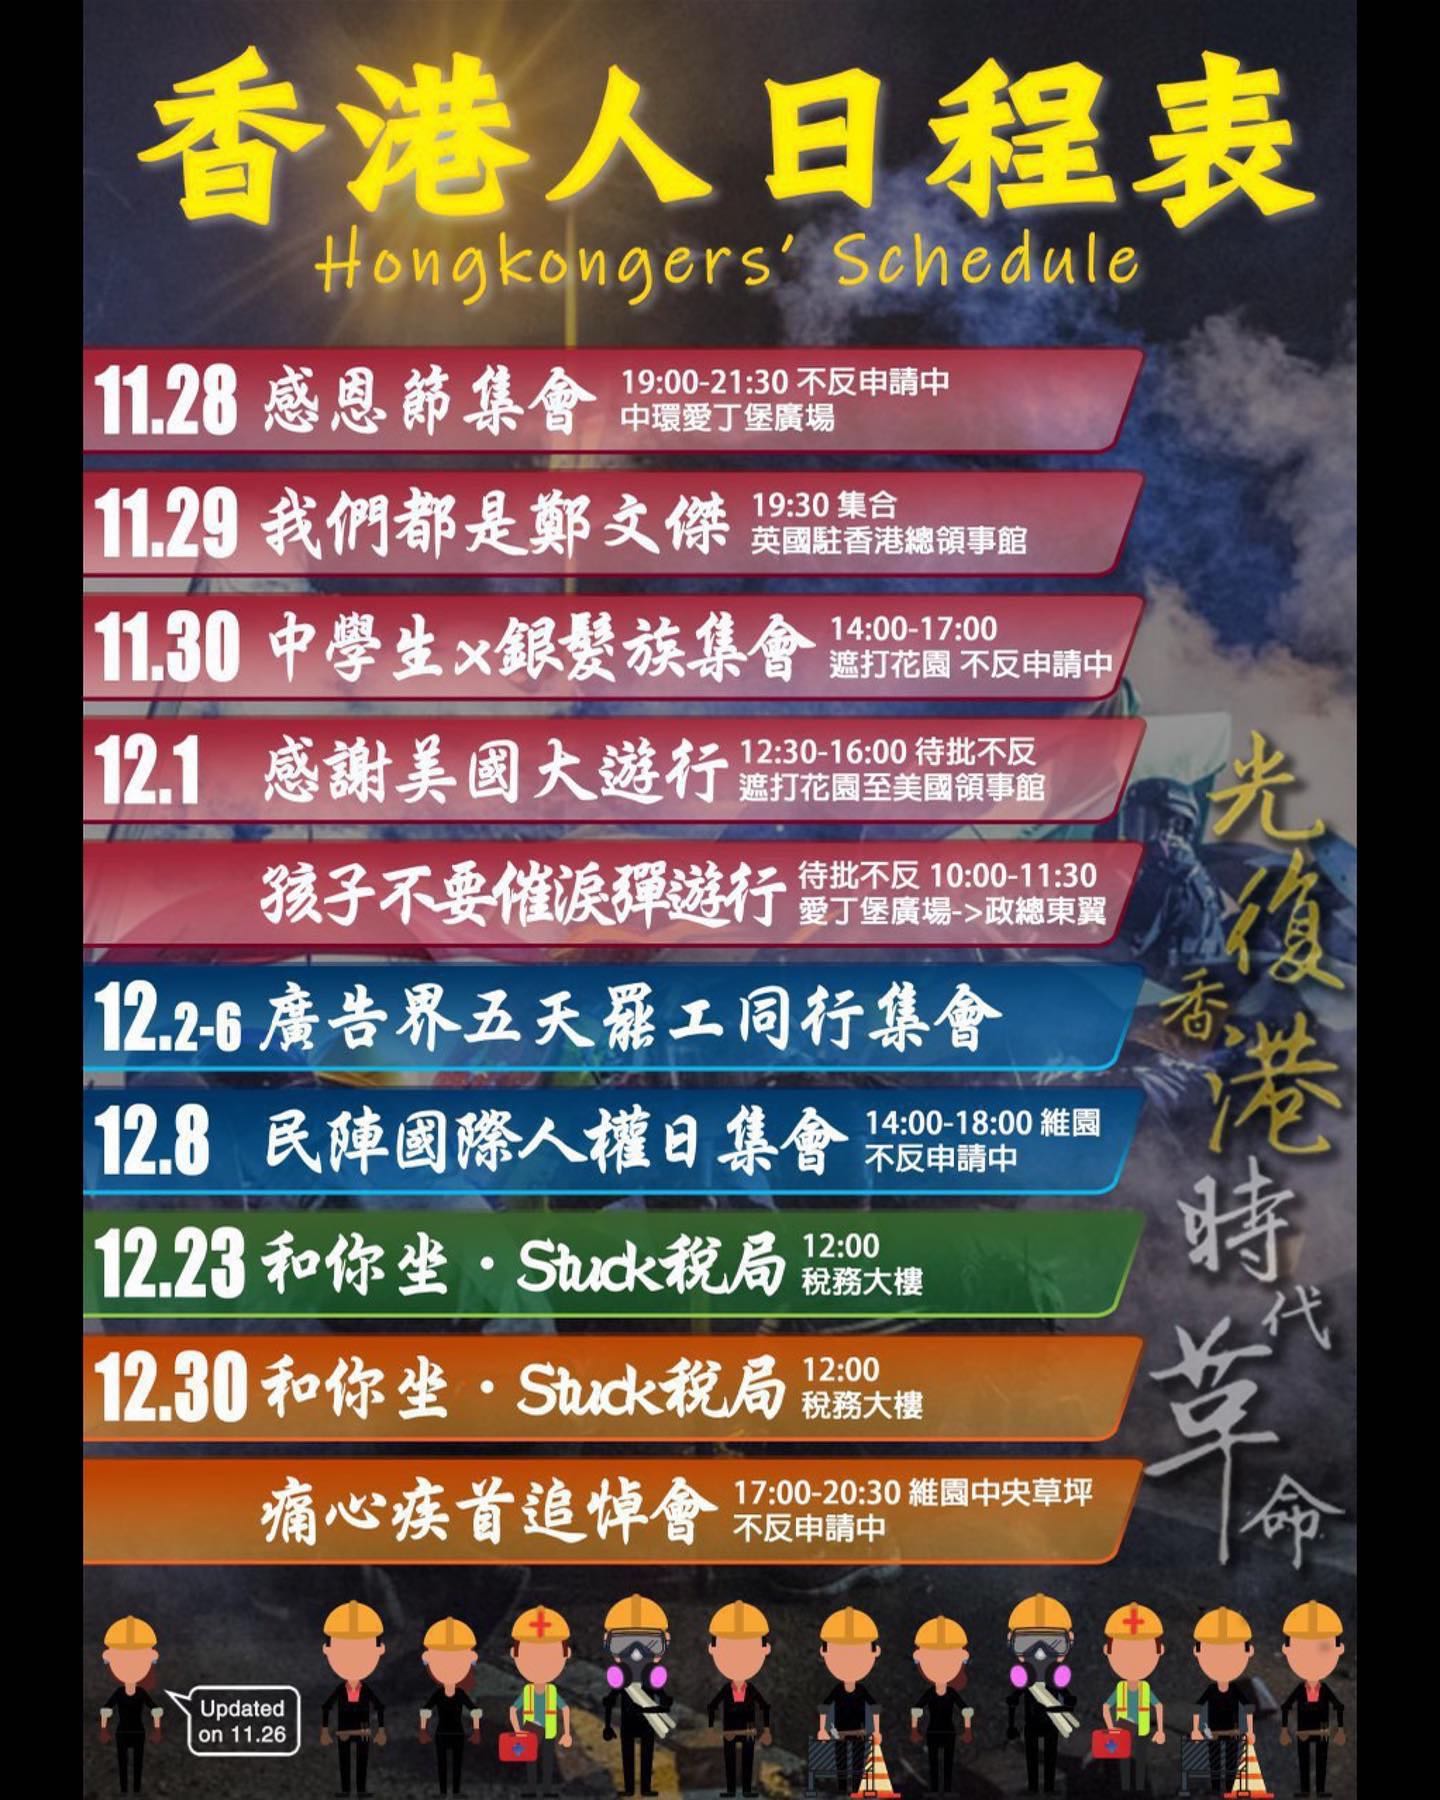 香港人日程表
Hongkongers' Schedule
11.28 感恩節集會 19:00-21:30 不反申請中
中環愛丁堡廣場
11.29 我們都是鄭文傑 19:30 集合
英國駐香港總領事館
11.30 中學生x銀髮族集會 14:00-17:00
遮打花園 不反申請中
12.1 感謝美國大遊行 12:30-16:00 待批不反
遮打花園至美國領事館
孩子不要催淚彈遊行 待批不反 10:00-11:30
愛丁堡廣場->政總東翼
12.2-6 廣告界五天罷工同行集會
12.8 民陣國際人權日集會 14:00-18:00 維園
不反申請中
12.23 和你坐・Stuck税局 12:00
税務大樓
12.30 和你坐・Stuck税局 12:00
税務大樓
痛心疾首追悼會 17:00-20:30 維園中央草坪
不反申請中
光復香港時代革命
Updated
on 11.26